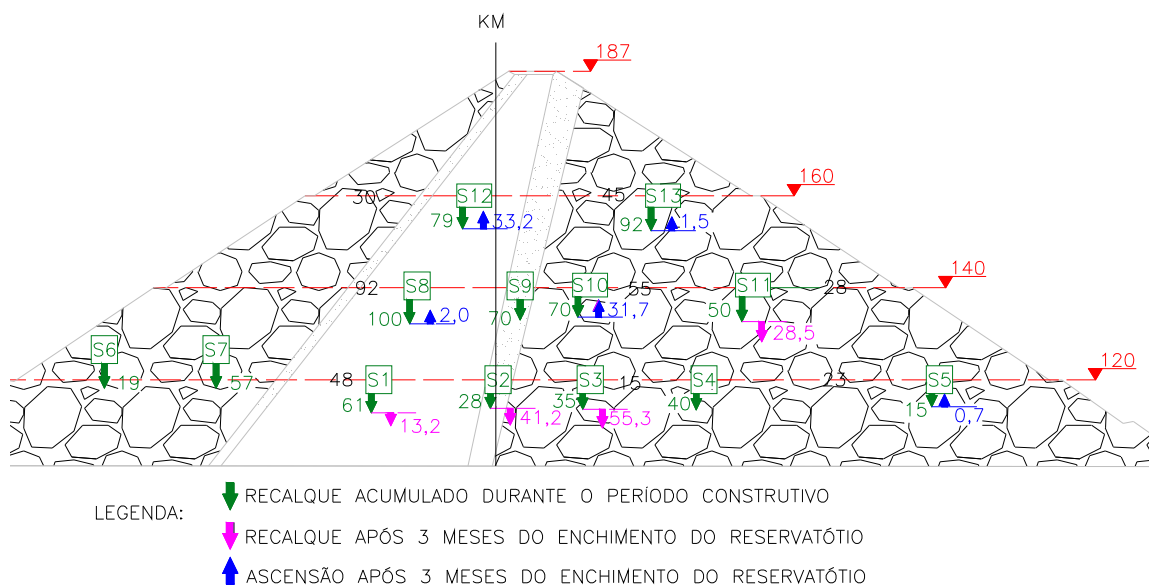 KM
187
160
30
S12
45
S13
79
33,2
92
1,5
140
92
S8
S9
S10
55
S11
28
100
2,0
70
70
31,7
50
28,5
S6
S7
120
19
57
48
S1
S2
S3
15
S4
23
S5
61
13,2
28
41,2
35
55,3
40
15
0,7
LEGENDA:
RECALQUE ACUMULADO DURANTE O PERÍODO CONSTRUTIVO
RECALQUE APÓS 3 MESES DO ENCHIMENTO DO RESERVATÓTIO
ASCENSÃO APÓS 3 MESES DO ENCHIMENTO DO RESERVATÓTIO